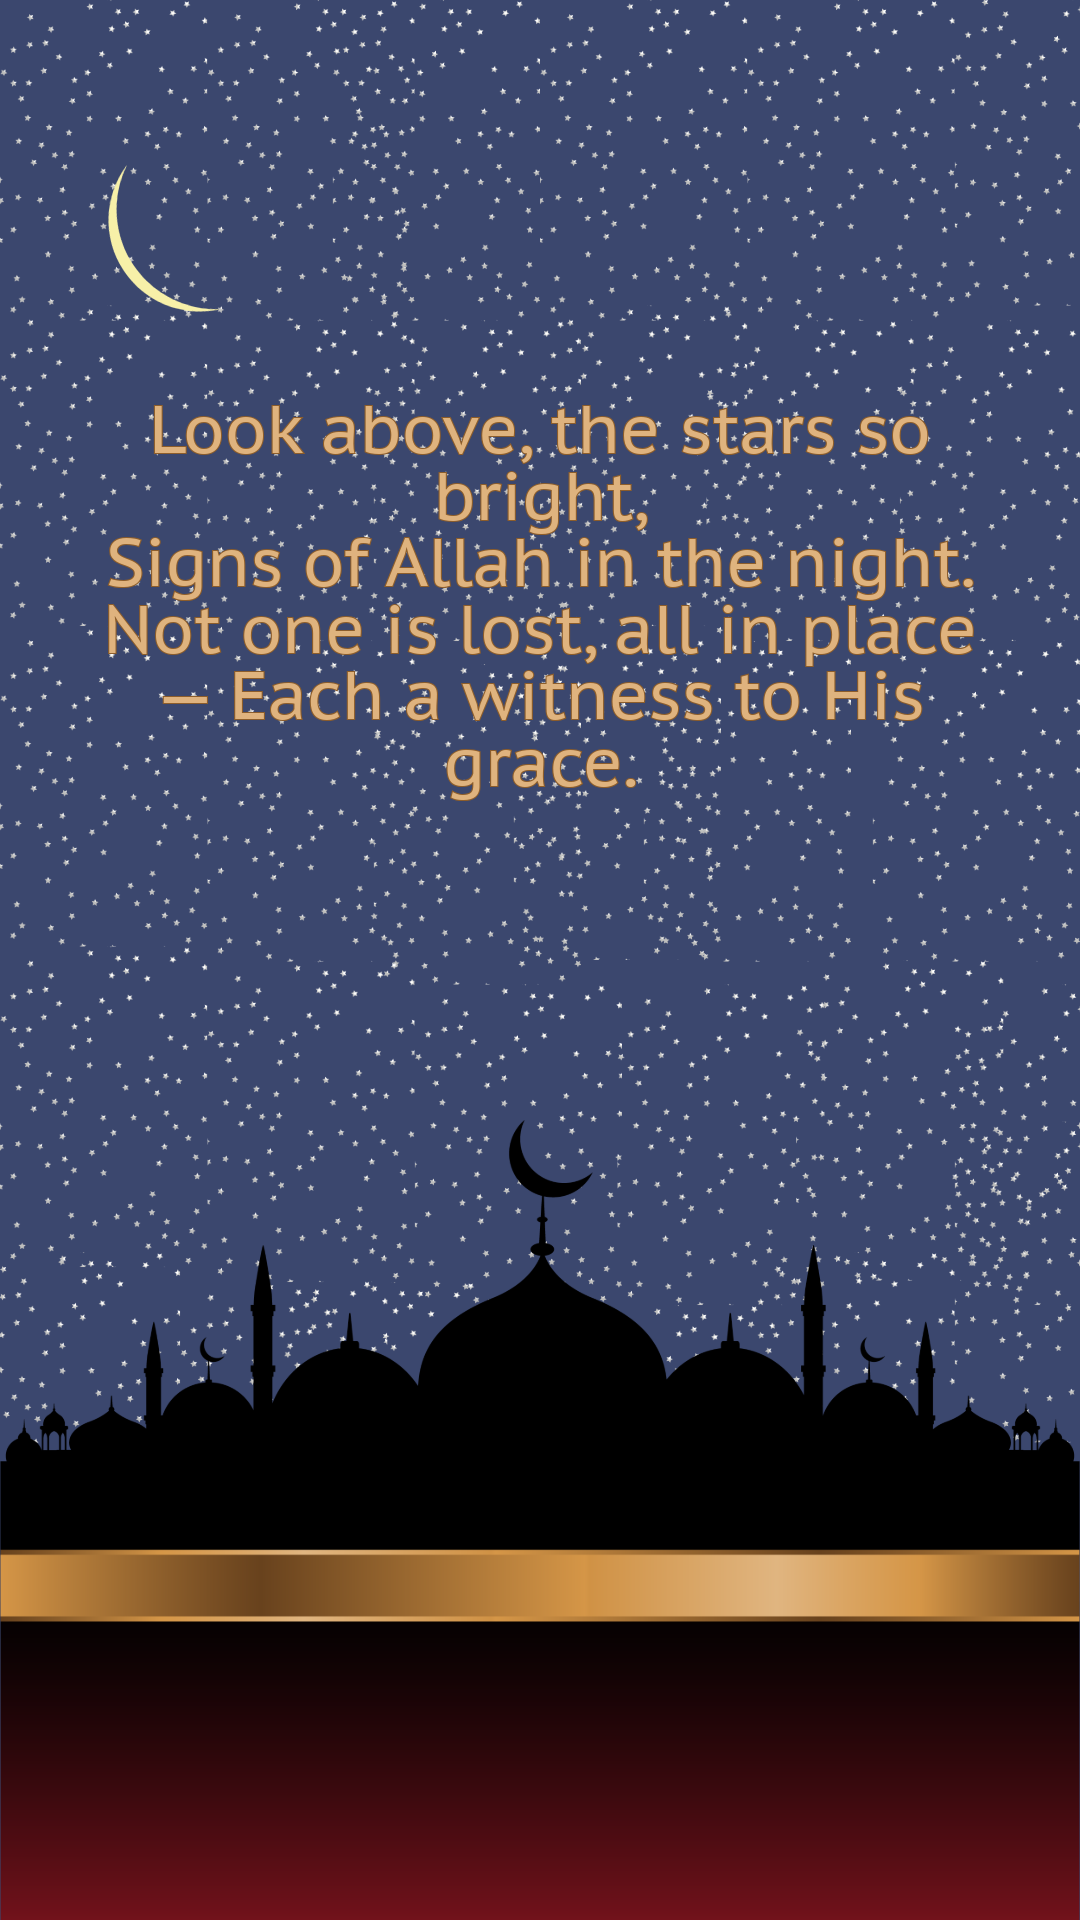 Look above, the stars so
bright,
Signs of Allah in the night.
Not one is lost, all in place
– Each a witness to His
grace.